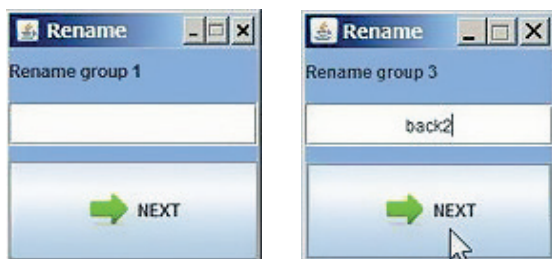 Rename
Rename group 1
NEXT
Rename
Rename group 3
back2
NEXT